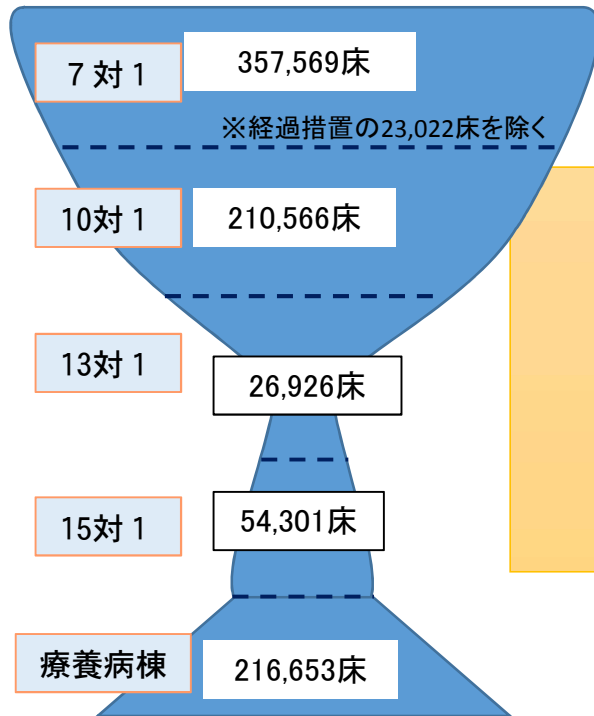 7対1
357,569床
※経過措置の23,022床を除く
10対1
210,566床
13対1
26,926床
15対1
54,301床
療養病棟
216,653床